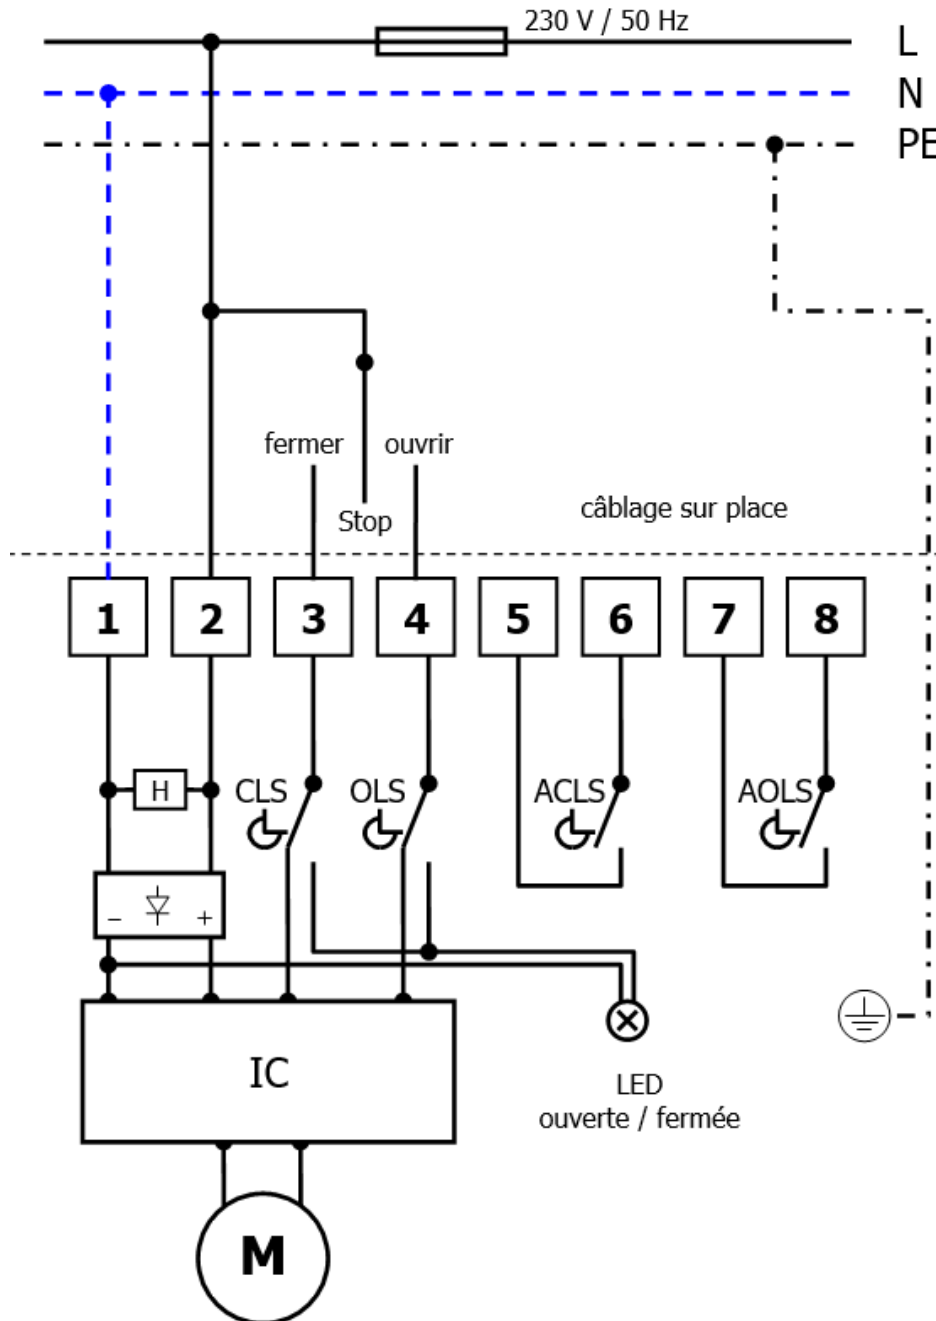 230 V / 50 Hz
L
N
PE
fermer
ouvrir
Stop
câblage sur place
1
2
3
4
5
6
7
8
H
CLS
OLS
ACLS
AOLS
- +
IC
LED
ouverte / fermée
M